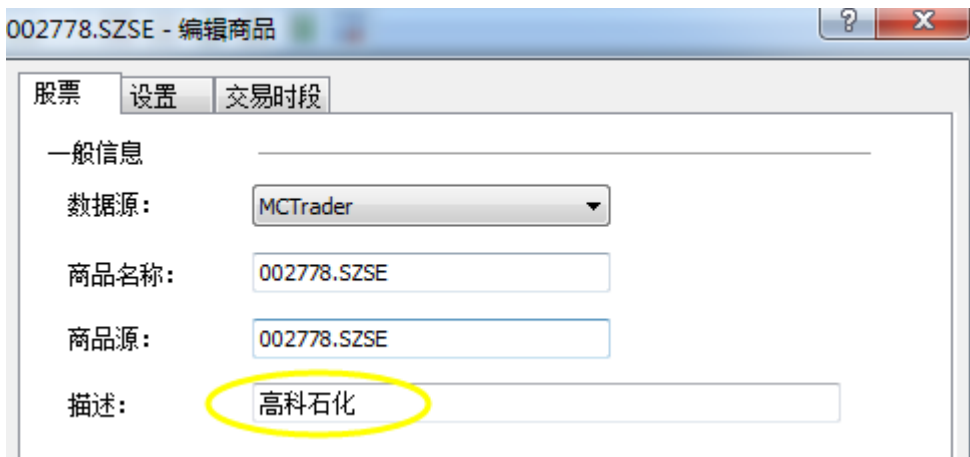 002778.SZSE - 编辑商品
股票 设置 交易时段
一般信息
数据源: MCTrader
商品名称: 002778.SZSE
商品源: 002778.SZSE
描述: 高科石化